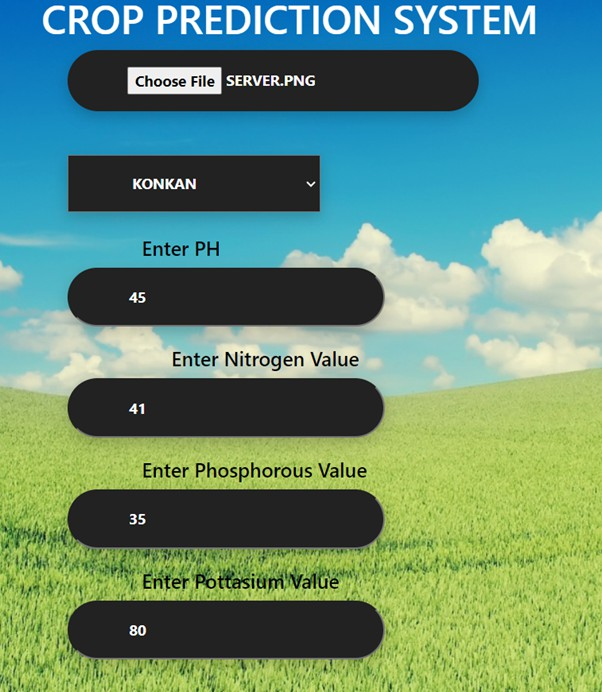 CROP PREDICTION SYSTEM
Choose File SERVER.PNG
KONKAN
Enter PH
45
Enter Nitrogen Value
41
Enter Phosphorous Value
35
Enter Pottasium Value
80